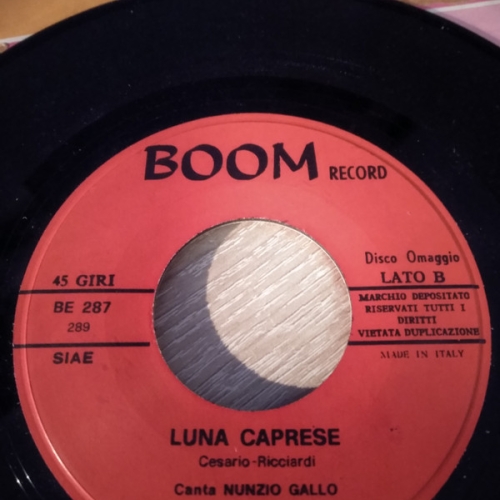 BOOM RECORD
Disco Omaggio
45 GIRI
LATO B
BE 287
289
MARCHIO DEPOSITATO
RISERVATI TUTTI I
DIRITTI
VIETATA DUPLICAZIONE
SIAE
MADE IN ITALY
LUNA CAPRESE
Cesario-Ricciardi
Canta NUNZIO GALLO